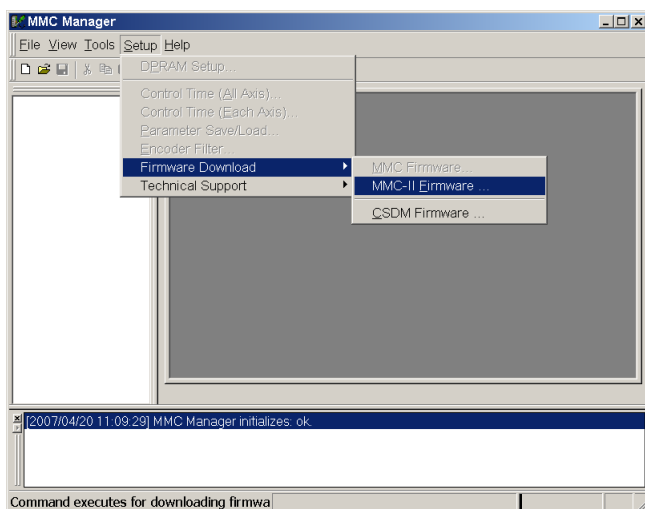 MMC Manager
File View Tools Setup Help
DPRAM Setup...
Control Time (All Axis)...
Control Time (Each Axis)...
Parameter Save/Load...
Encoder Filter...
Firmware Download
Technical Support
MMC Firmware...
MMC-II Firmware ...
CSDM Firmware ...
[2007/04/20 11:09:29] MMC Manager initializes: ok.
Command executes for downloading firmwa